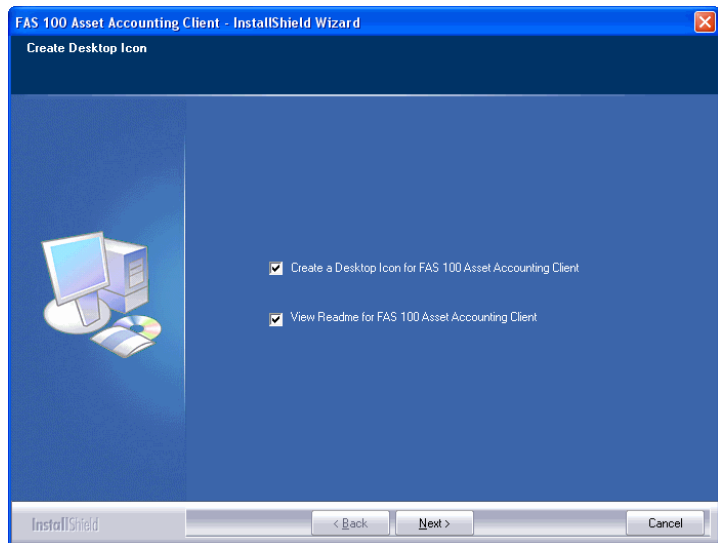 FAS 100 Asset Accounting Client - InstallShield Wizard
Create Desktop Icon
Create a Desktop Icon for FAS 100 Asset Accounting Client
View Readme for FAS 100 Asset Accounting Client
InstallShield
< Back
Next >
Cancel